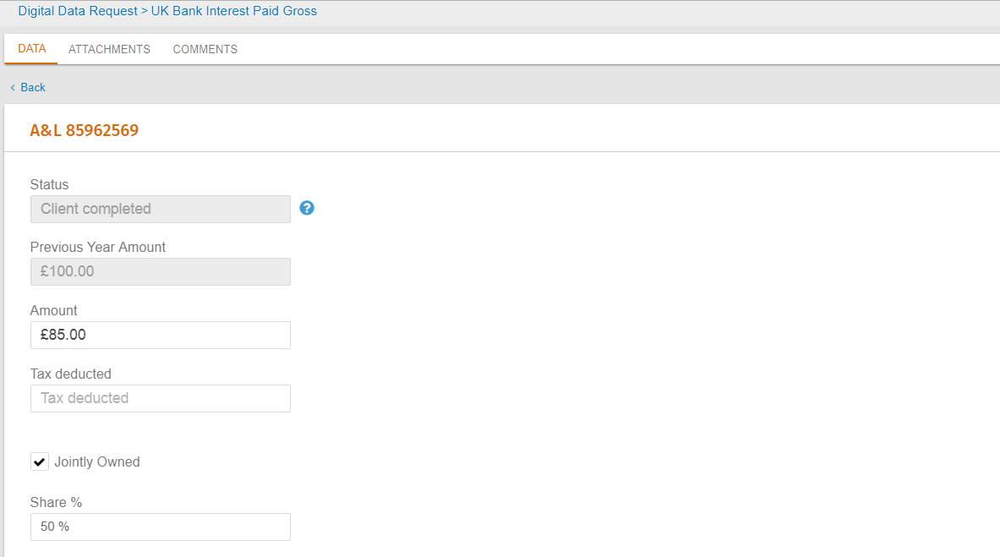 Digital Data Request > UK Bank Interest Paid Gross
DATA ATTACHMENTS COMMENTS
‹ Back
A&L 85962569
Status
Client completed ?
Previous Year Amount
£100.00
Amount
£85.00
Tax deducted
Tax deducted
Jointly Owned
Share %
50 %